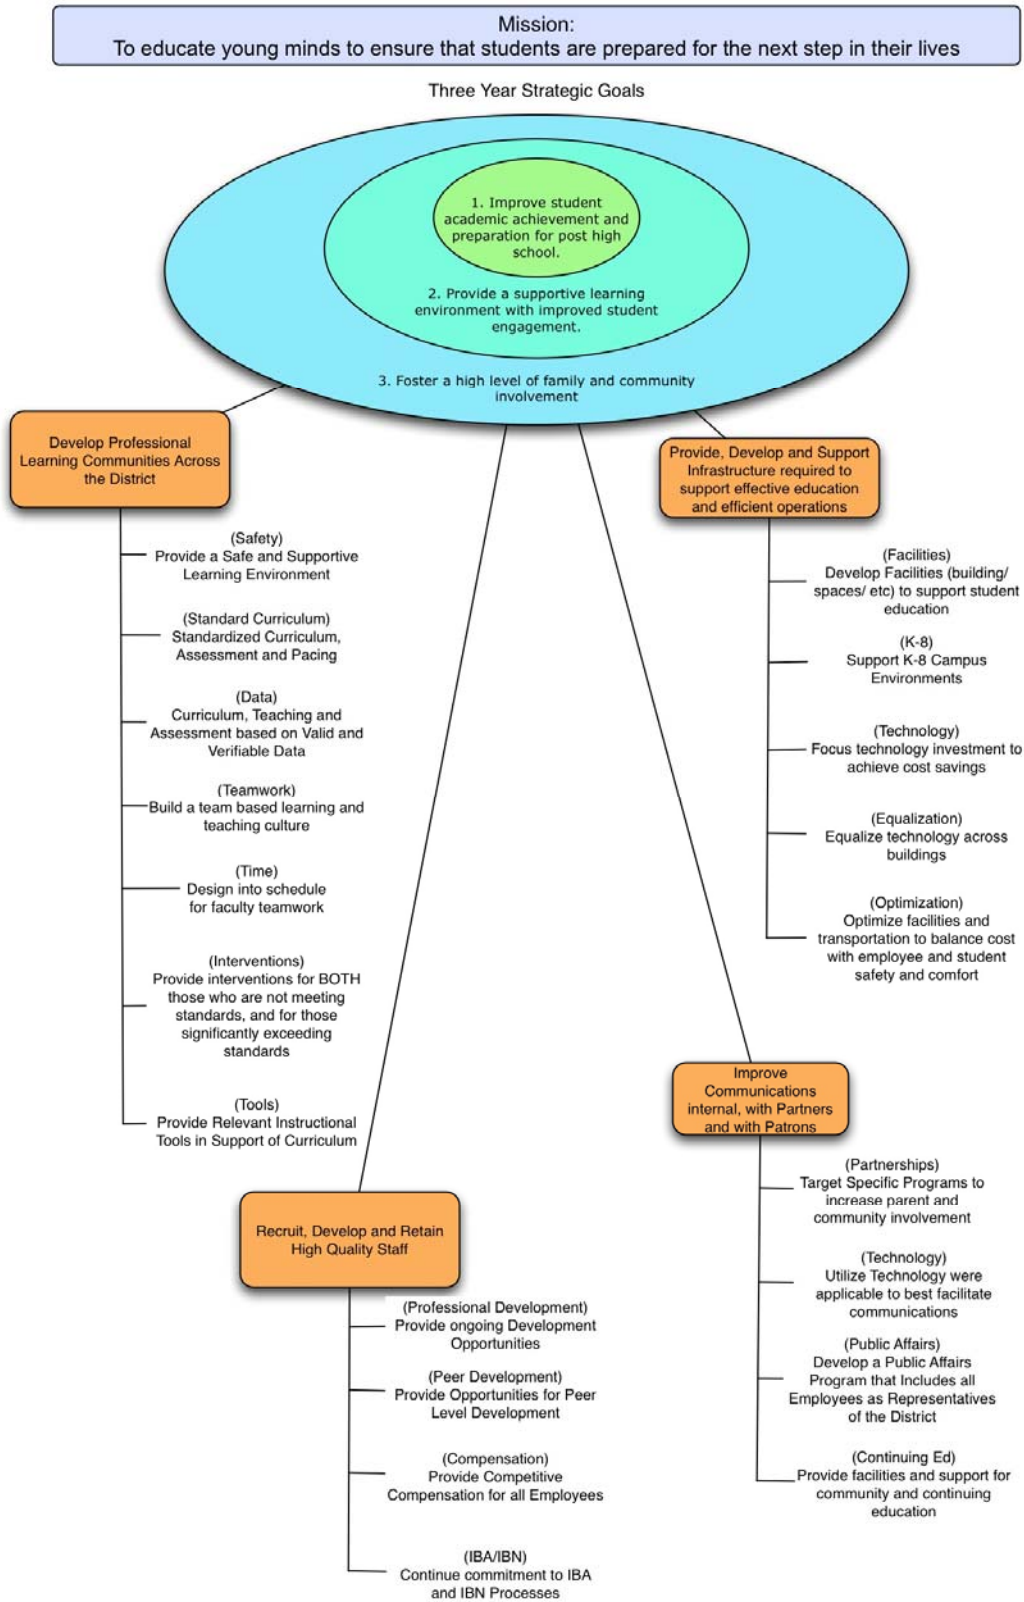 Mission:
To educate young minds to ensure that students are prepared for the next step in their lives
Three Year Strategic Goals
1. Improve student
academic achievement and
preparation for post high
school.
2. Provide a supportive learning
environment with improved student
engagement.
3. Foster a high level of family and community
involvement
Develop Professional
Learning Communities Across
the District
(Safety)
Provide a Safe and Supportive
Learning Environment
(Standard Curriculum)
Standardized Curriculum,
Assessment and Pacing
(Data)
Curriculum, Teaching and
Assessment based on Valid and
Verifiable Data
(Teamwork)
Build a team based learning and
teaching culture
(Time)
Design into schedule
for faculty teamwork
(Interventions)
Provide interventions for BOTH
those who are not meeting
standards, and for those
significantly exceeding
standards
(Tools)
Provide Relevant Instructional
Tools in Support of Curriculum
Recruit, Develop and Retain
High Quality Staff
(Professional Development)
Provide ongoing Development
Opportunities
(Peer Development)
Provide Opportunities for Peer
Level Development
(Compensation)
Provide Competitive
Compensation for all Employees
(IBA/IBN)
Continue commitment to IBA
and IBN Processes
Provide, Develop and Support
Infrastructure required to
support effective education
and efficient operations
(Facilities)
Develop Facilities (building/
spaces/ etc) to support student
education
(K-8)
Support K-8 Campus
Environments
(Technology)
Focus technology investment to
achieve cost savings
(Equalization)
Equalize technology across
buildings
(Optimization)
Optimize facilities and
transportation to balance cost
with employee and student
safety and comfort
Improve
Communications
internal, with Partners
and with Patrons
(Partnerships)
Target Specific Programs to
increase parent and
community involvement
(Technology)
Utilize Technology were
applicable to best facilitate
communications
(Public Affairs)
Develop a Public Affairs
Program that Includes all
Employees as Representatives
of the District
(Continuing Ed)
Provide facilities and support for
community and continuing
education